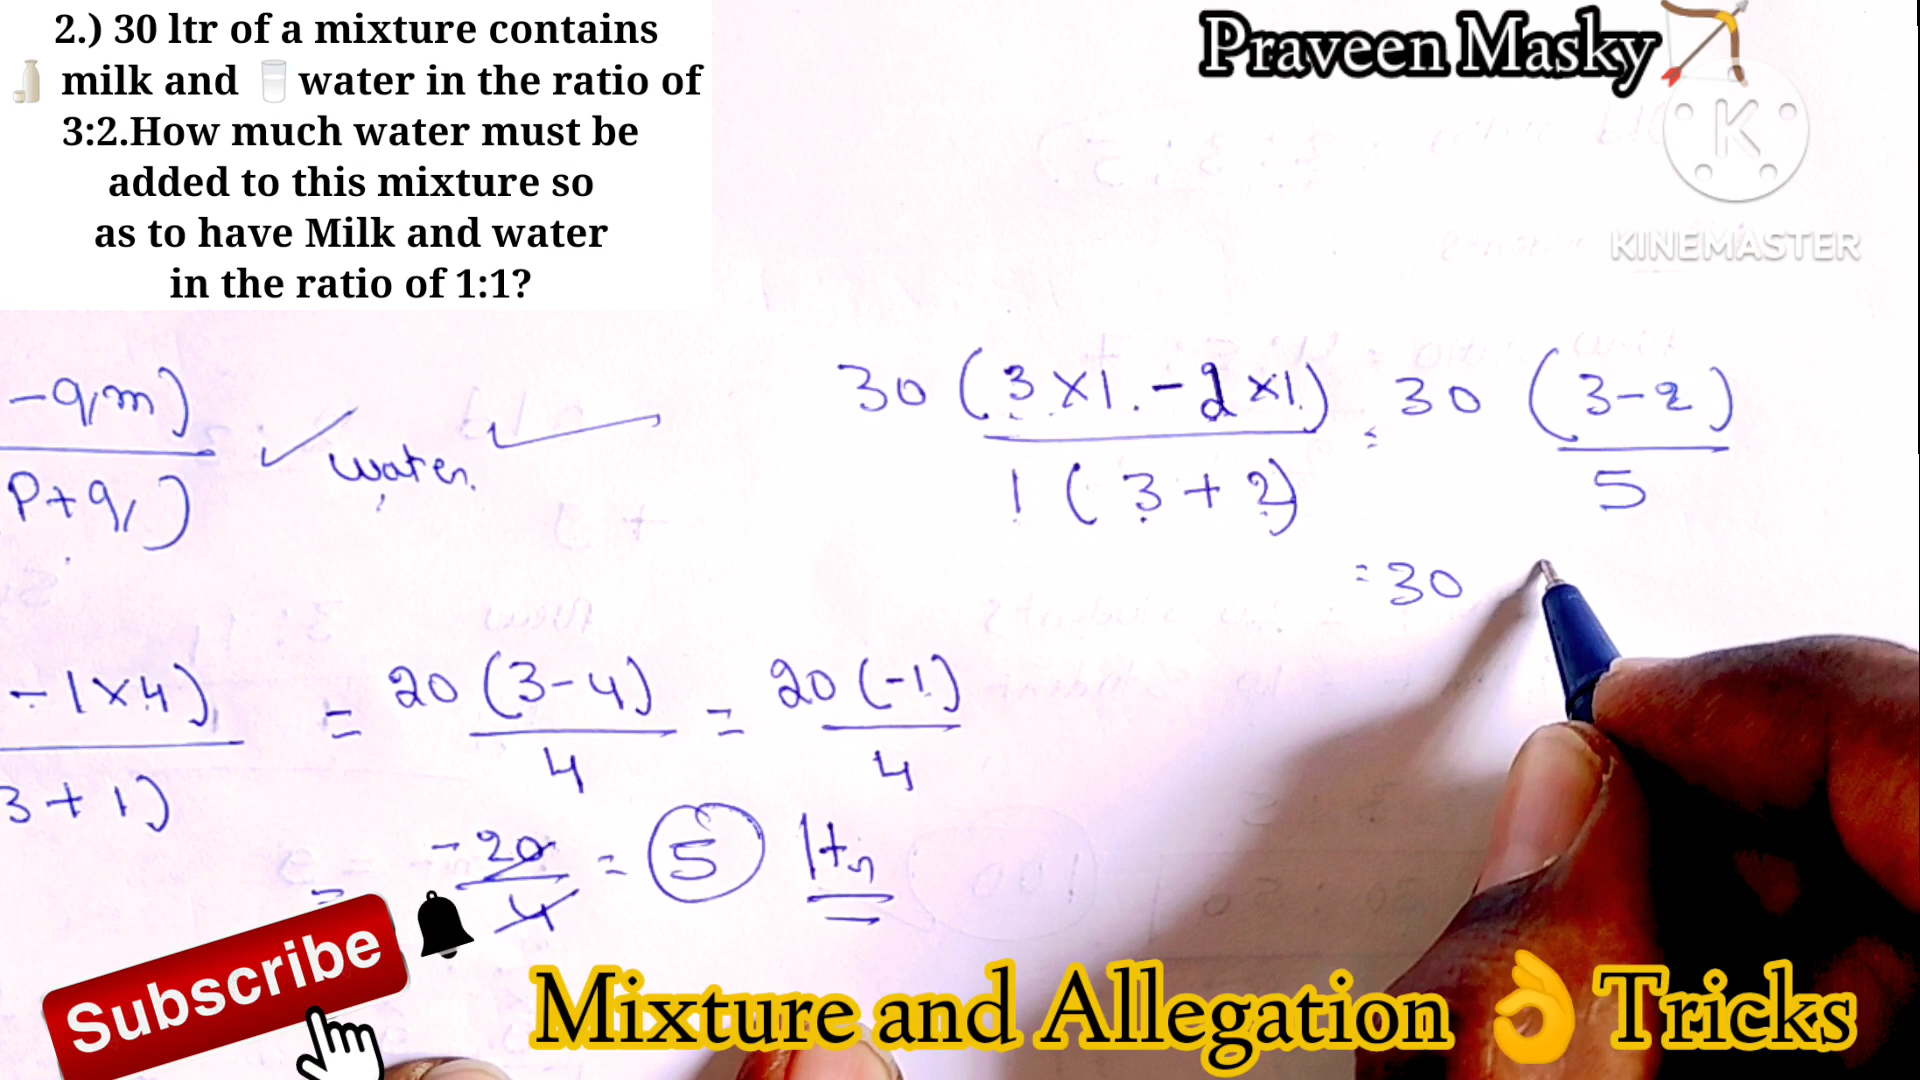 2.) 30 ltr of a mixture contains
milk and water in the ratio of
3:2.How much water must be
added to this mixture so
as to have Milk and water
in the ratio of 1:1?
Praveen Masky
K
KINEMASTER
-qm)
P+q)
water.
30 (3×1.-2×1) = 30 (3-2)
1 (3+2) 5
= 30
-1×4) = 20 (3-4) = 20 (-1)
3+1) 4 4
= -20 = 5 ltr
4
Subscribe
Mixture and Allegation Tricks